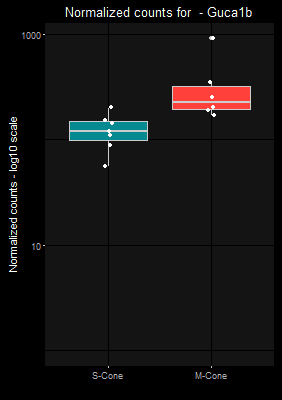 Normalized counts for  - Guca1b
Normalized counts - log10 scale
1000
10
S-Cone
M-Cone